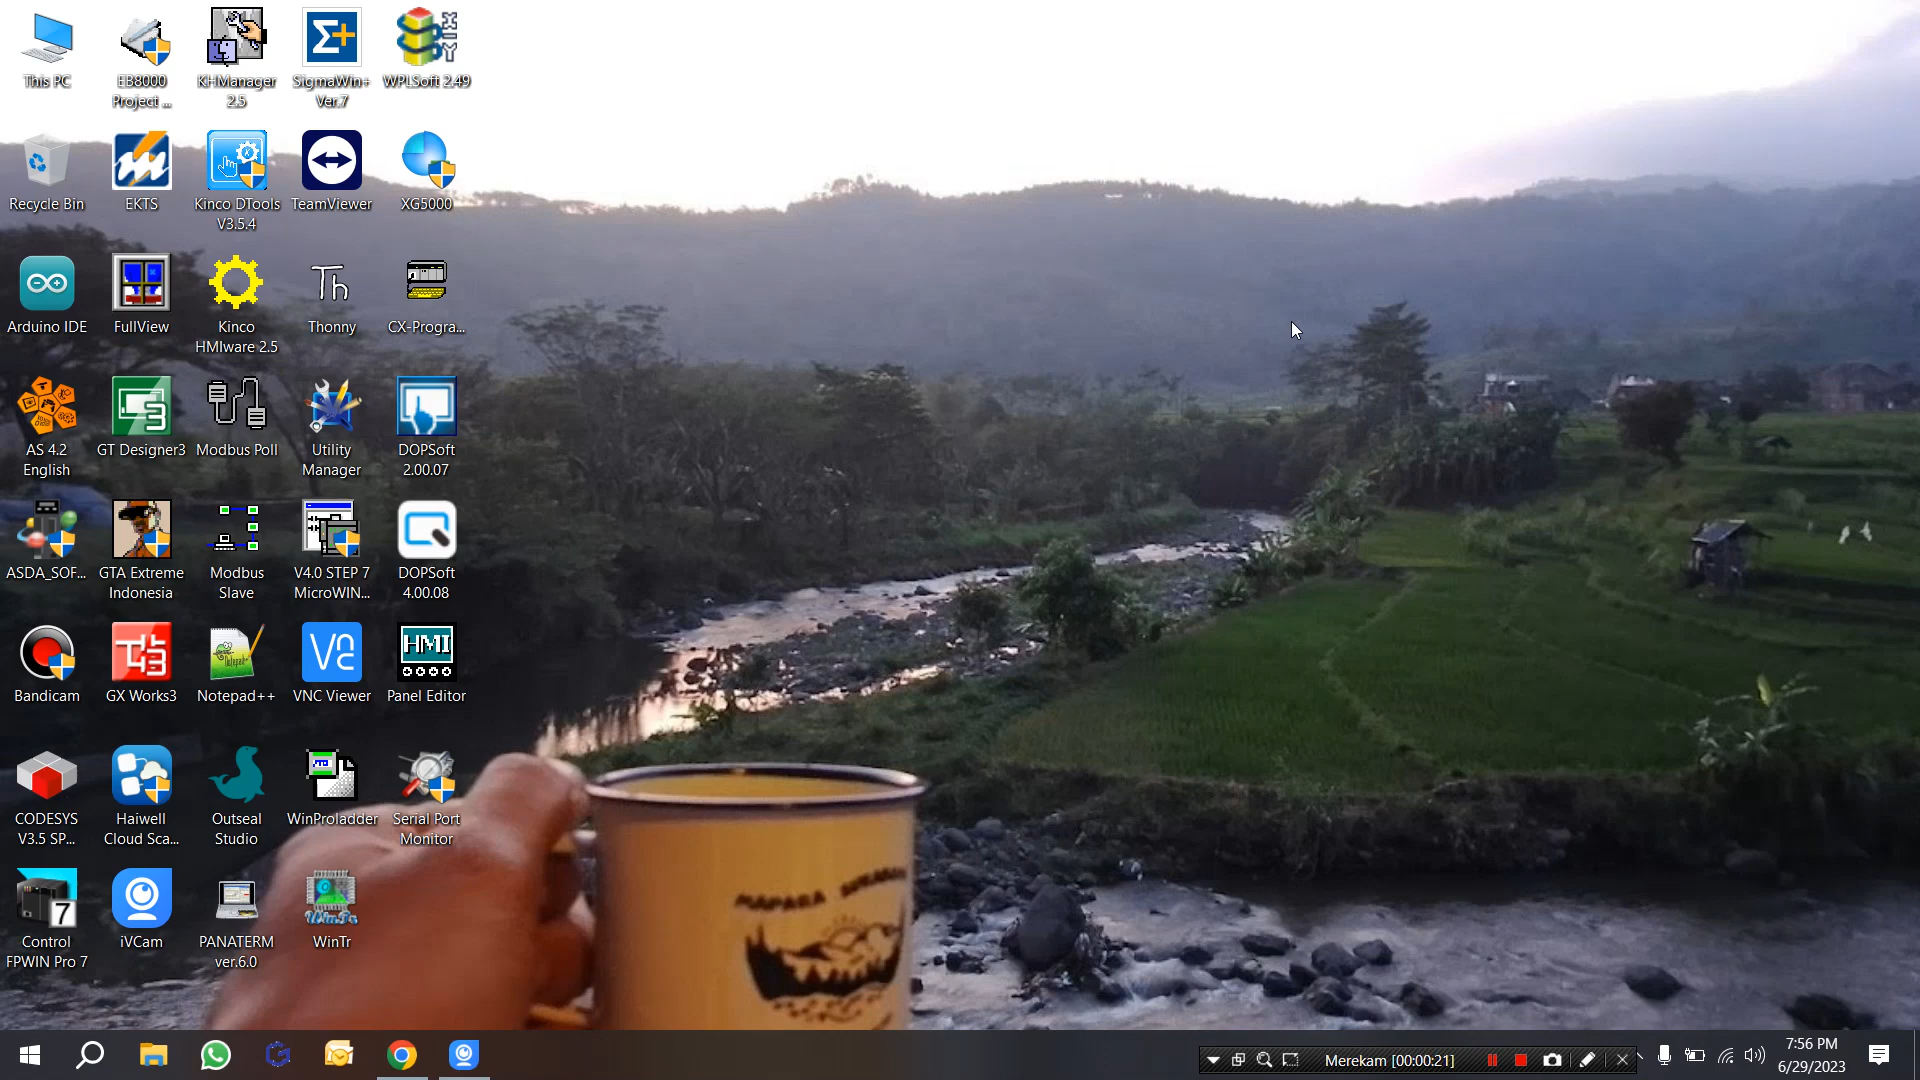 This PC
EB8000
Project ...
KHManager
2.5
SigmaWin+
Ver.7
WPLSoft 2.49
Recycle Bin
EKTS
Kinco DTools
V3.5.4
TeamViewer
XG5000
Arduino IDE
FullView
Kinco
HMIware 2.5
Th
Thonny
CX-Progra...
AS 4.2
English
GT Designer3
Modbus Poll
Utility
Manager
DOPSoft
2.00.07
ASDA_SOF...
GTA Extreme
Indonesia
Modbus
Slave
V4.0 STEP 7
MicroWIN...
DOPSoft
4.00.08
HMI
Bandicam
GX Works3
Notepad++
VNC Viewer
Panel Editor
CODESYS
V3.5 SP...
Haiwell
Cloud Sca...
Outseal
Studio
WinProladder
Serial Port
Monitor
7
WinTr
Control
FPWIN Pro 7
iVCam
PANATERM
ver.6.0
WinTr
MAPARA
Merekam [00:00:21]
7:56 PM
6/29/2023